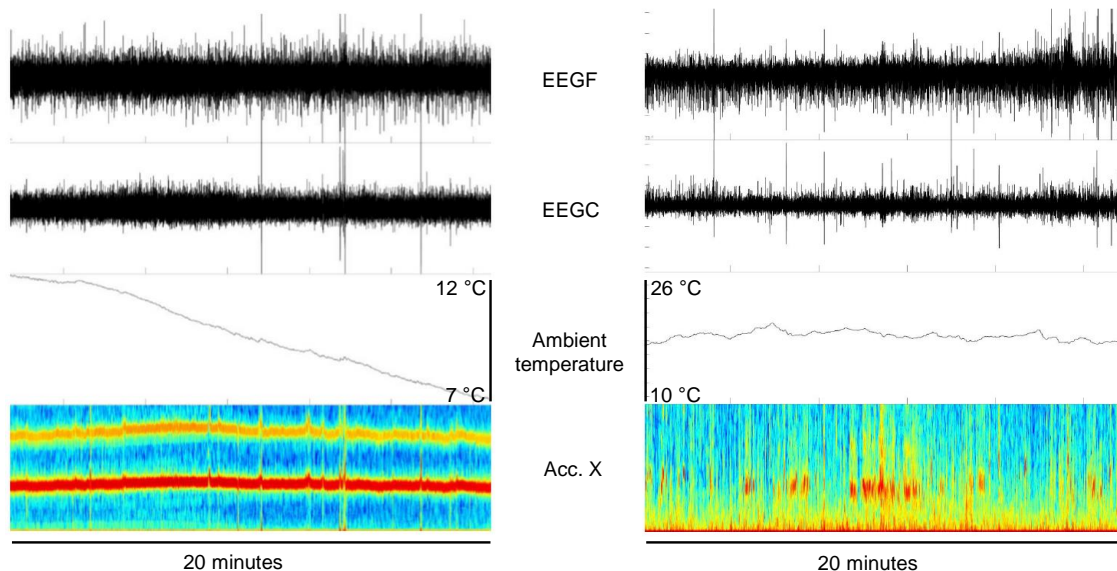 EEGF
EEGC
12 °C
26 °C
Ambient
temperature
7 °C
10 °C
Acc. X
20 minutes
20 minutes